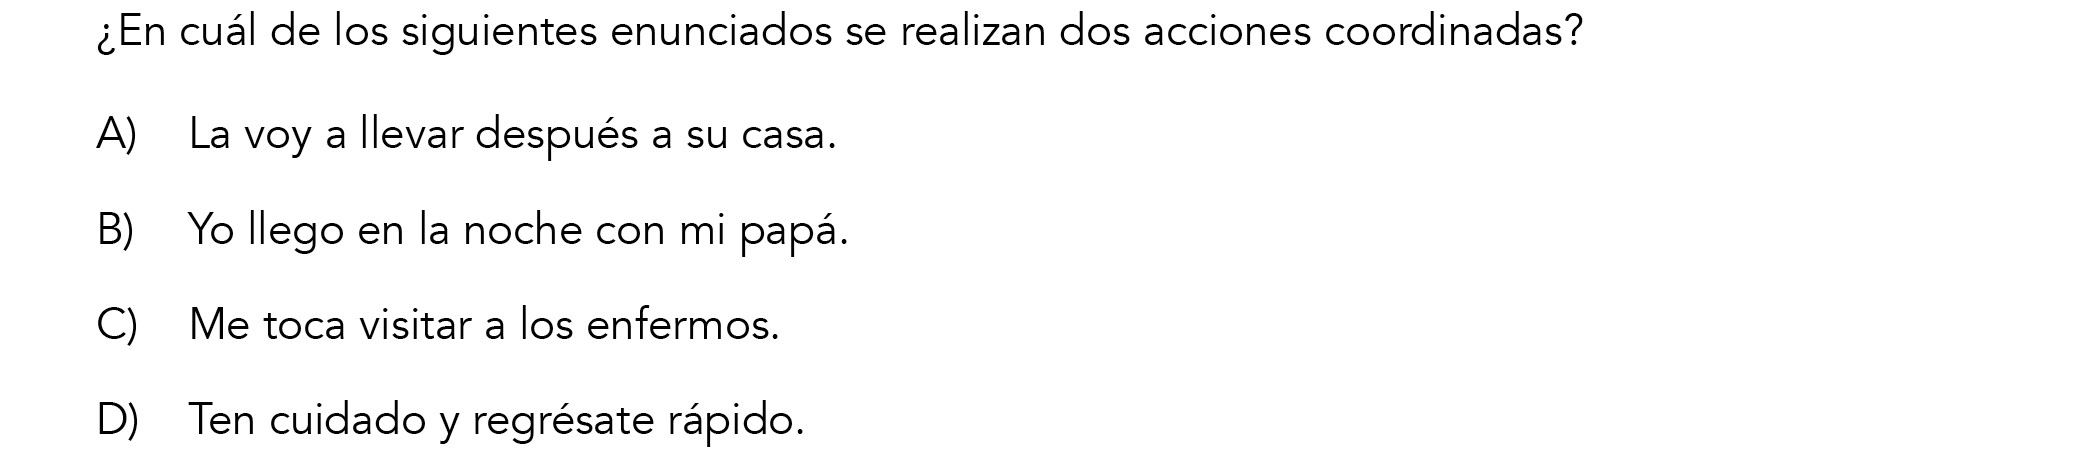 ¿En cuál de los siguientes enunciados se realizan dos acciones coordinadas?
A) La voy a llevar después a su casa.
B) Yo llego en la noche con mi papá.
C) Me toca visitar a los enfermos.
D) Ten cuidado y regrésate rápido.